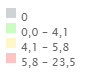 0
0,0 – 4,1
4,1 – 5,8
5,8 – 23,5